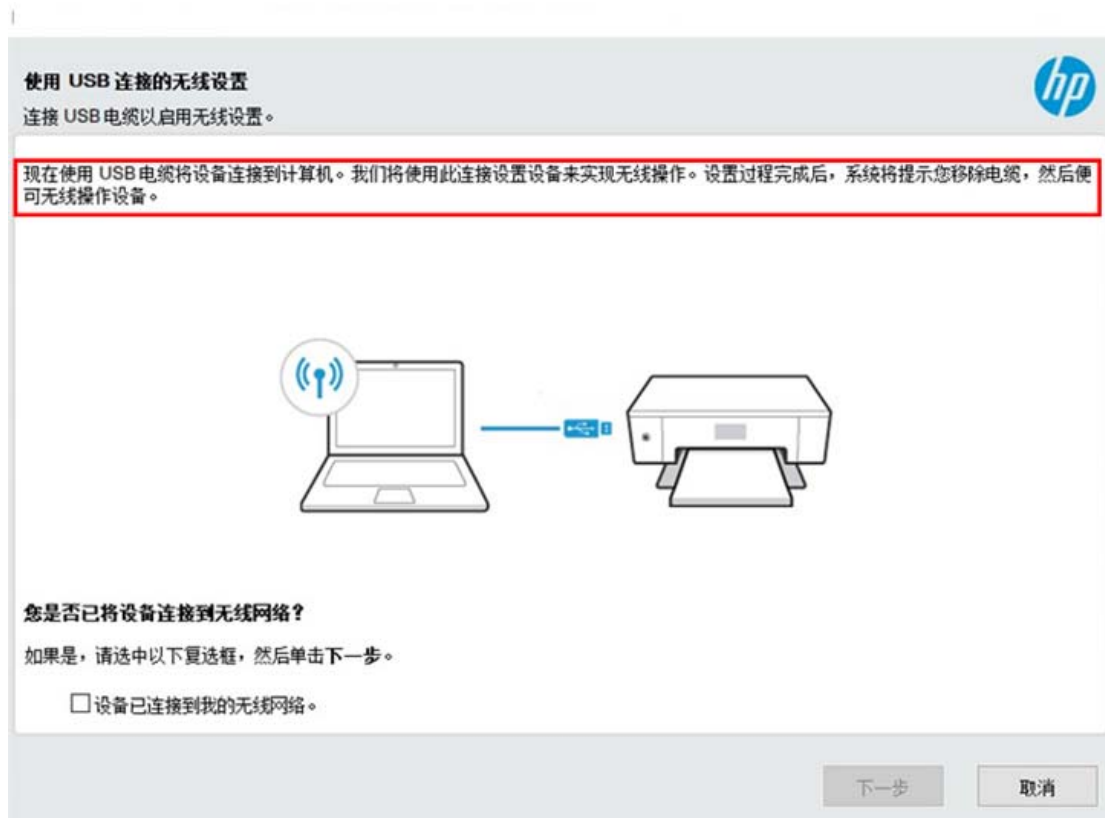 使用 USB 连接的无线设置
hp
连接 USB 电缆以启用无线设置。
现在使用 USB 电缆将设备连接到计算机。我们将使用此连接设置设备来实现无线操作。设置过程完成后，系统将提示您移除电缆，然后便
可无线操作设备。
您是否已将设备连接到无线网络？
如果是，请选中以下复选框，然后单击下一步。
设备已连接到我的无线网络。
下一步 取消